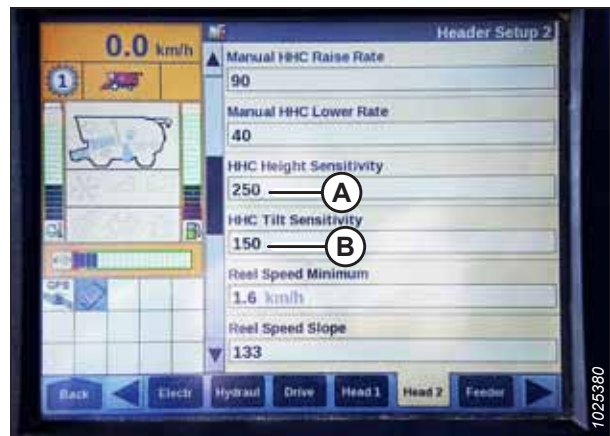 0.0 km/h
Header Setup 2
1
Manual HHC Raise Rate
90
Manual HHC Lower Rate
40
HHC Height Sensitivity
250
A
HHC Tilt Sensitivity
150
B
Reel Speed Minimum
1.6 km/h
Reel Speed Slope
133
GPS
Back
Electr
Hydraul
Drive
Head 1
Head 2
Feeder
1025380